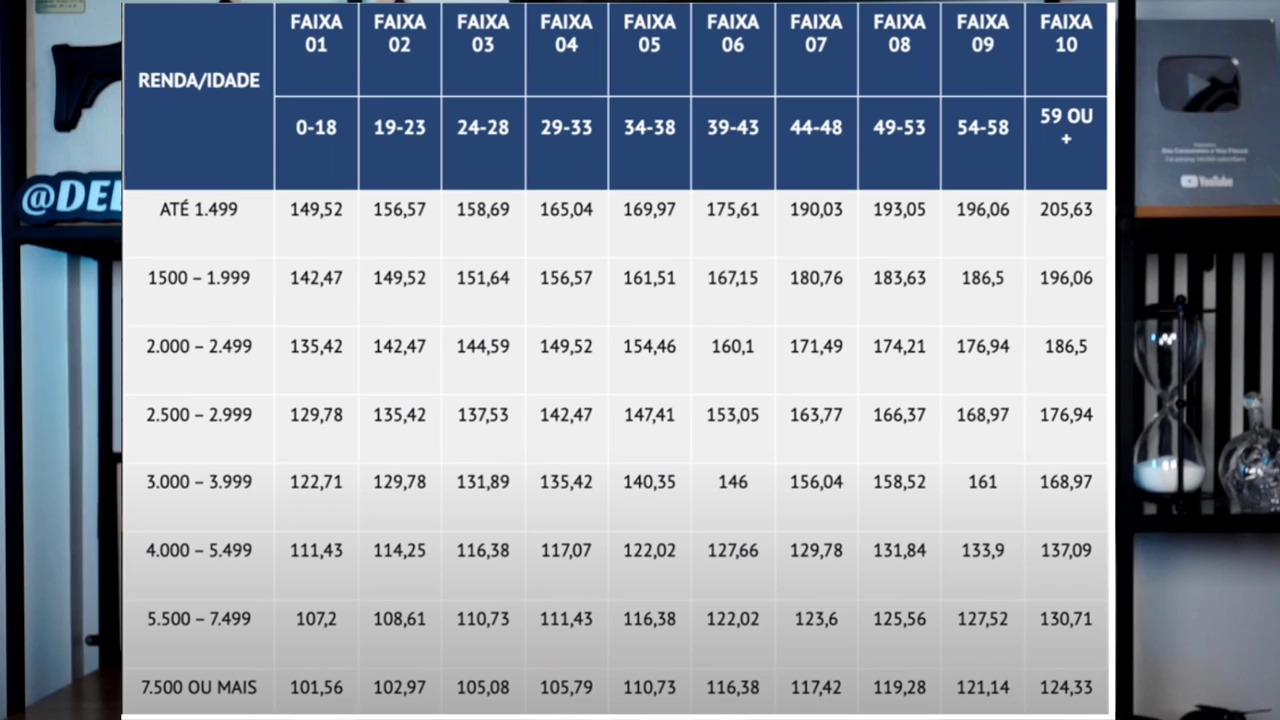 RENDA/IDADE FAIXA 01 FAIXA 02 FAIXA 03 FAIXA 04 FAIXA 05 FAIXA 06 FAIXA 07 FAIXA 08 FAIXA 09 FAIXA 10
0-18 19-23 24-28 29-33 34-38 39-43 44-48 49-53 54-58 59 OU +
ATÉ 1.499 149,52 156,57 158,69 165,04 169,97 175,61 190,03 193,05 196,06 205,63
1500 – 1.999 142,47 149,52 151,64 156,57 161,51 167,15 180,76 183,63 186,5 196,06
2.000 – 2.499 135,42 142,47 144,59 149,52 154,46 160,1 171,49 174,21 176,94 186,5
2.500 – 2.999 129,78 135,42 137,53 142,47 147,41 153,05 163,77 166,37 168,97 176,94
3.000 – 3.999 122,71 129,78 131,89 135,42 140,35 146 156,04 158,52 161 168,97
4.000 – 5.499 111,43 114,25 116,38 117,07 122,02 127,66 129,78 131,84 133,9 137,09
5.500 – 7.499 107,2 108,61 110,73 111,43 116,38 122,02 123,6 125,56 127,52 130,71
7.500 OU MAIS 101,56 102,97 105,08 105,79 110,73 116,38 117,42 119,28 121,14 124,33
@DEL
YouTube